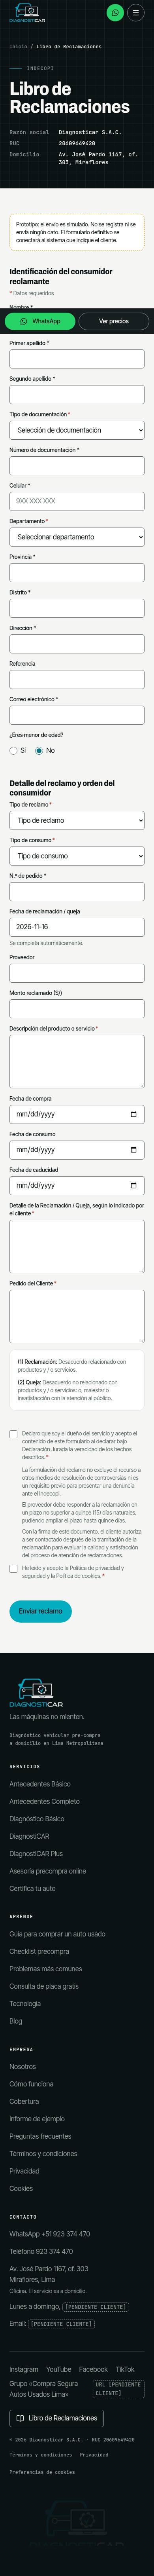 DIAGNOSTICAR
Inicio / Libro de Reclamaciones
INDECOPI
Libro de
Reclamaciones
Razón social Diagnosticar S.A.C.
RUC 20609649420
Domicilio Av. José Pardo 1167, of.
303, Miraflores
Prototipo: el envío es simulado. No se registra ni se
envía ningún dato. El formulario definitivo se
conectará al sistema que indique el cliente.
Identificación del consumidor
reclamante
* Datos requeridos
Nombre *
WhatsApp
Ver precios
Primer apellido *
Segundo apellido *
Tipo de documentación *
Selección de documentación
Número de documentación *
Celular *
9XX XXX XXX
Departamento *
Seleccionar departamento
Provincia *
Distrito *
Dirección *
Referencia
Correo electrónico *
¿Eres menor de edad?
Sí
No
Detalle del reclamo y orden del
consumidor
Tipo de reclamo *
Tipo de reclamo
Tipo de consumo *
Tipo de consumo
N.º de pedido *
Fecha de reclamación / queja
2026-11-16
Se completa automáticamente.
Proveedor
Monto reclamado (S/)
Descripción del producto o servicio *
Fecha de compra
mm/dd/yyyy
Fecha de consumo
mm/dd/yyyy
Fecha de caducidad
mm/dd/yyyy
Detalle de la Reclamación / Queja, según lo indicado por
el cliente *
Pedido del Cliente *
(1) Reclamación: Desacuerdo relacionado con
productos y / o servicios.
(2) Queja: Desacuerdo no relacionado con
productos y / o servicios; o, malestar o
insatisfacción con la atención al público.
Declaro que soy el dueño del servicio y acepto el
contenido de este formulario al declarar bajo
Declaración Jurada la veracidad de los hechos
descritos. *
La formulación del reclamo no excluye el recurso a
otros medios de resolución de controversias ni es
un requisito previo para presentar una denuncia
ante el Indecopi.
El proveedor debe responder a la reclamación en
un plazo no superior a quince (15) días naturales,
pudiendo ampliar el plazo hasta quince días.
Con la firma de este documento, el cliente autoriza
a ser contactado después de la tramitación de la
reclamación para evaluar la calidad y satisfacción
del proceso de atención de reclamaciones.
He leído y acepto la Política de privacidad y
seguridad y la Política de cookies. *
Enviar reclamo
DIAGNOSTICAR
Las máquinas no mienten.
Diagnóstico vehicular pre-compra
a domicilio en Lima Metropolitana
SERVICIOS
Antecedentes Básico
Antecedentes Completo
Diagnóstico Básico
DiagnostiCAR
DiagnostiCAR Plus
Asesoría precompra online
Certifica tu auto
APRENDE
Guía para comprar un auto usado
Checklist precompra
Problemas más comunes
Consulta de placa gratis
Tecnología
Blog
EMPRESA
Nosotros
Cómo funciona
Cobertura
Informe de ejemplo
Preguntas frecuentes
Términos y condiciones
Privacidad
Cookies
CONTACTO
WhatsApp +51 923 374 470
Teléfono 923 374 470
Av. José Pardo 1167, of. 303
Miraflores, Lima
Oficina. El servicio es a domicilio.
Lunes a domingo, [PENDIENTE CLIENTE]
Email: [PENDIENTE CLIENTE]
Instagram YouTube Facebook TikTok
Grupo «Compra Segura
Autos Usados Lima»
URL [PENDIENTE
CLIENTE]
Libro de Reclamaciones
© 2026 Diagnosticar S.A.C. · RUC 20609649420
Términos y condiciones Privacidad
Preferencias de cookies